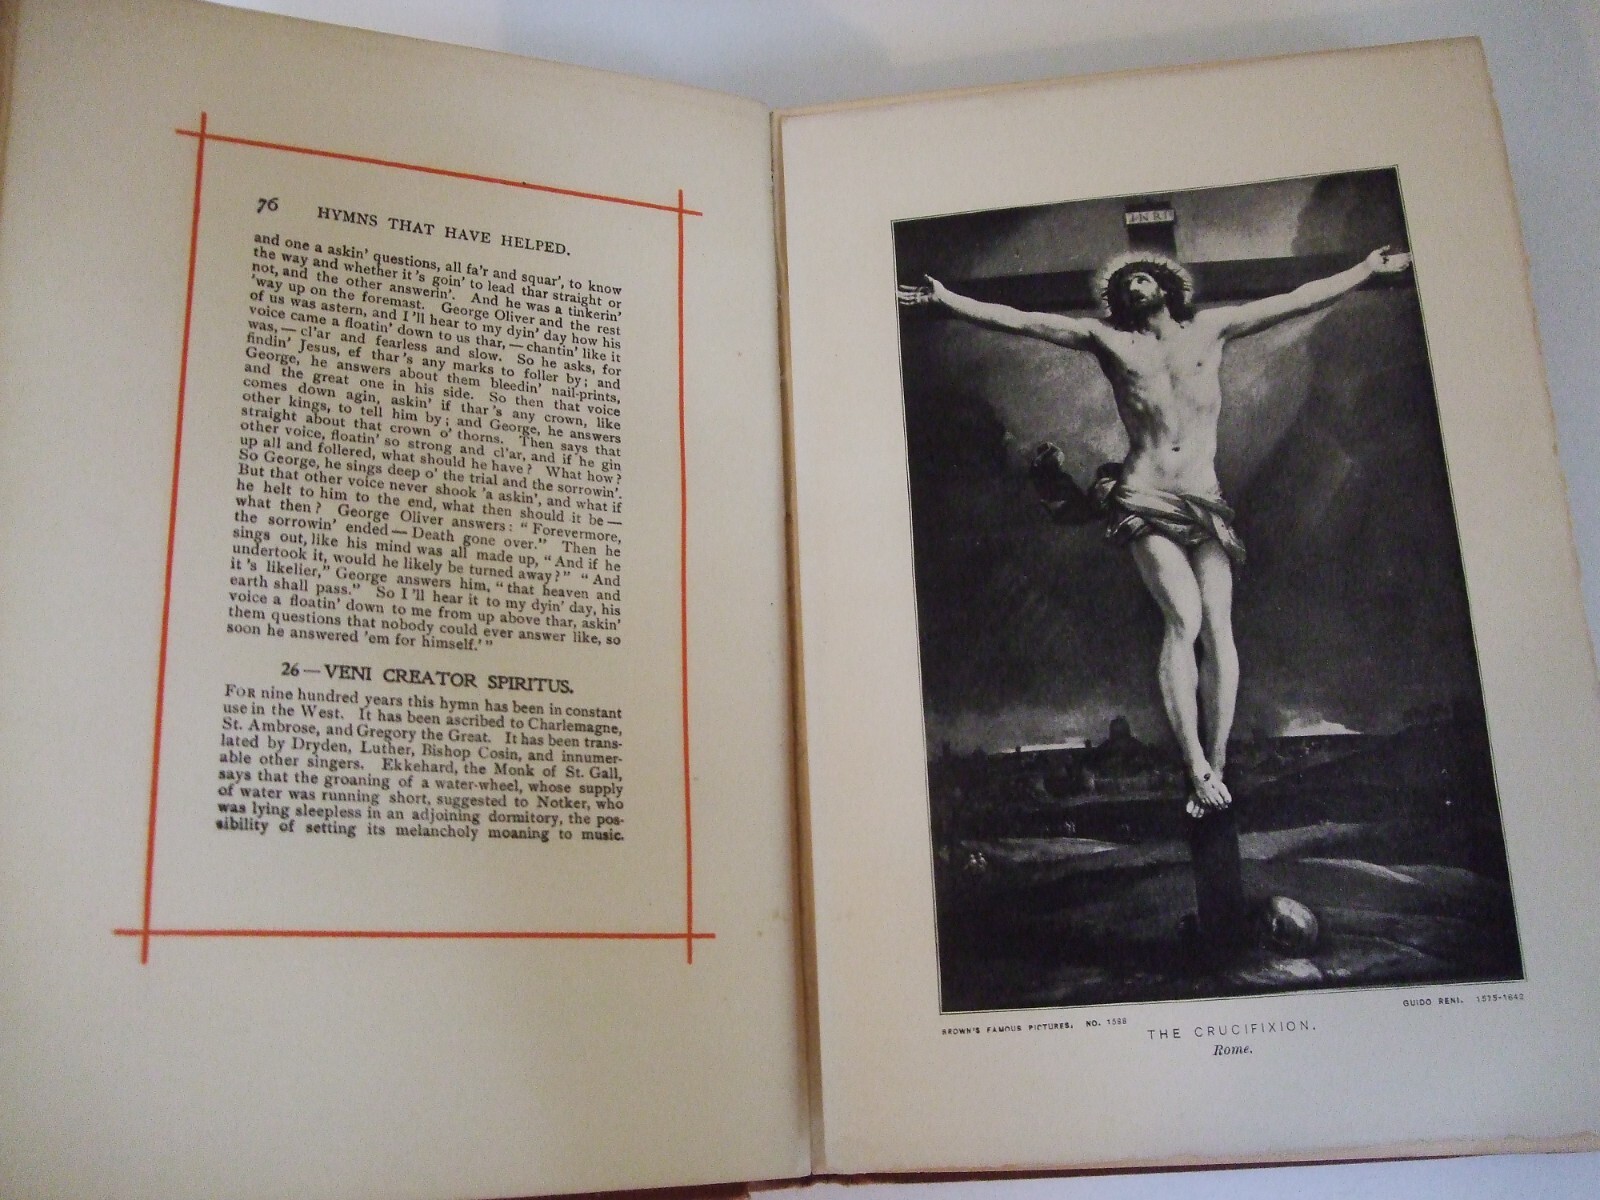 76 HYMNS THAT HAVE HELPED.
and one a askin' questions, all fa'r and squar', to know
the way and whether it's goin' to lead thar straight or
not, and the other answerin'. And he was a tinkerin'
'way up on the foremast. George Oliver and the rest
of us was astern, and I'll hear to my dyin' day how his
voice came a floatin' down to us thar,—chantin' like it
was,—cl'ar and fearless and slow. So he asks, for
findin' Jesus, ef thar's any marks to foller by; and
George, he answers about them bleedin' nail-prints,
and the great one in his side. So then that voice
comes down agin, askin' if thar's any crown, like
other kings, to tell him by; and George, he answers
straight about that crown o' thorns. Then says that
other voice, floatin' so strong and cl'ar, and if he gin
up all and follered, what should he have? What how?
So George, he sings deep o' the trial and the sorrowin'.
But that other voice never shook 'a askin', and what if
he helt to him to the end, what then should it be—
what then? George Oliver answers: "Forevermore,
the sorrowin' ended—Death gone over." Then he
sings out, like his mind was all made up, "And if he
undertook it, would he likely be turned away?" "And
it's likelier," George answers him, "that heaven and
earth shall pass." So I'll hear it to my dyin' day, his
voice a floatin' down to me from up above thar, askin'
them questions that nobody could ever answer like, so
soon he answered 'em for himself.'"
26—VENI CREATOR SPIRITUS.
FOR nine hundred years this hymn has been in constant
use in the West. It has been ascribed to Charlemagne,
St. Ambrose, and Gregory the Great. It has been trans-
lated by Dryden, Luther, Bishop Cosin, and innumer-
able other singers. Ekkehard, the Monk of St. Gall,
says that the groaning of a water-wheel, whose supply
of water was running short, suggested to Notker, who
was lying sleepless in an adjoining dormitory, the pos-
sibility of setting its melancholy moaning to music.
INRI
GUIDO RENI. 1575-1642
BROWN'S FAMOUS PICTURES, NO. 1588
THE CRUCIFIXION.
Rome.